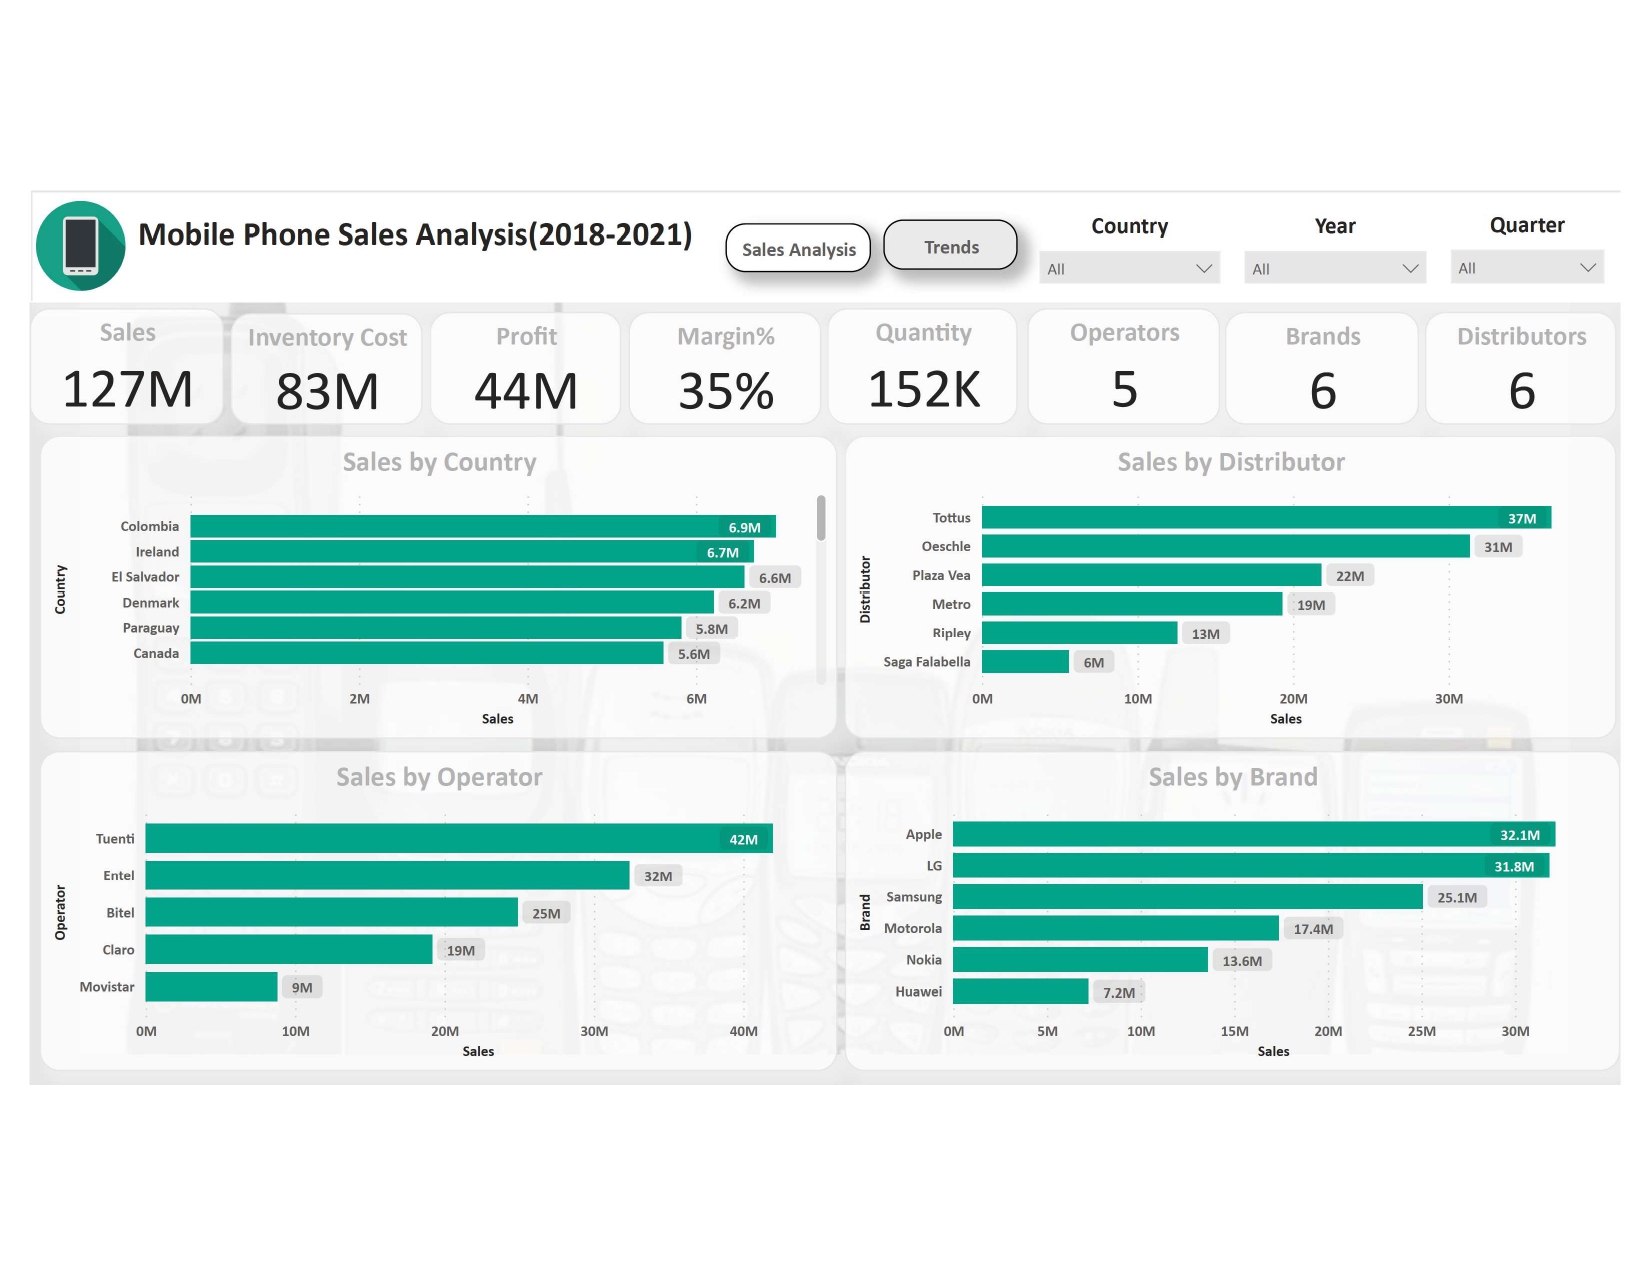 Mobile Phone Sales Analysis(2018-2021)
Sales Analysis
Trends
Country
All
Year
All
Quarter
All
Sales
127M
Inventory Cost
83M
Profit
44M
Margin%
35%
Quantity
152K
Operators
5
Brands
6
Distributors
6
Sales by Country
Country
Colombia 6.9M
Ireland 6.7M
El Salvador 6.6M
Denmark 6.2M
Paraguay 5.8M
Canada 5.6M
0M 2M 4M 6M
Sales
Sales by Distributor
Distributor
Tottus 37M
Oeschle 31M
Plaza Vea 22M
Metro 19M
Ripley 13M
Saga Falabella 6M
0M 10M 20M 30M
Sales
Sales by Operator
Operator
Tuenti 42M
Entel 32M
Bitel 25M
Claro 19M
Movistar 9M
0M 10M 20M 30M 40M
Sales
Sales by Brand
Brand
Apple 32.1M
LG 31.8M
Samsung 25.1M
Motorola 17.4M
Nokia 13.6M
Huawei 7.2M
0M 5M 10M 15M 20M 25M 30M
Sales